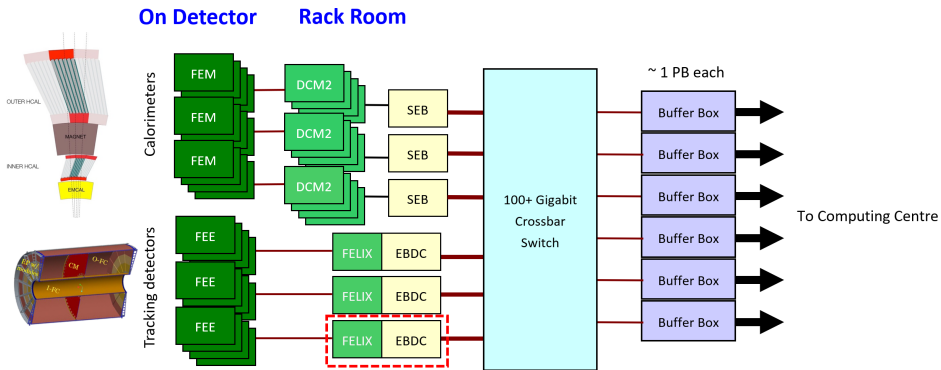 On Detector
Rack Room
OUTER HCAL
MAGNET
INNER HCAL
EMCAL
Calorimeters
FEM
FEM
FEM
DCM2
DCM2
DCM2
SEB
SEB
SEB
Tracking detectors
O-FC
CM
I-FC
FEE
FEE
FEE
FELIX EBDC
FELIX EBDC
FELIX EBDC
100+ Gigabit
Crossbar
Switch
~ 1 PB each
Buffer Box
Buffer Box
Buffer Box
Buffer Box
Buffer Box
Buffer Box
To Computing Centre